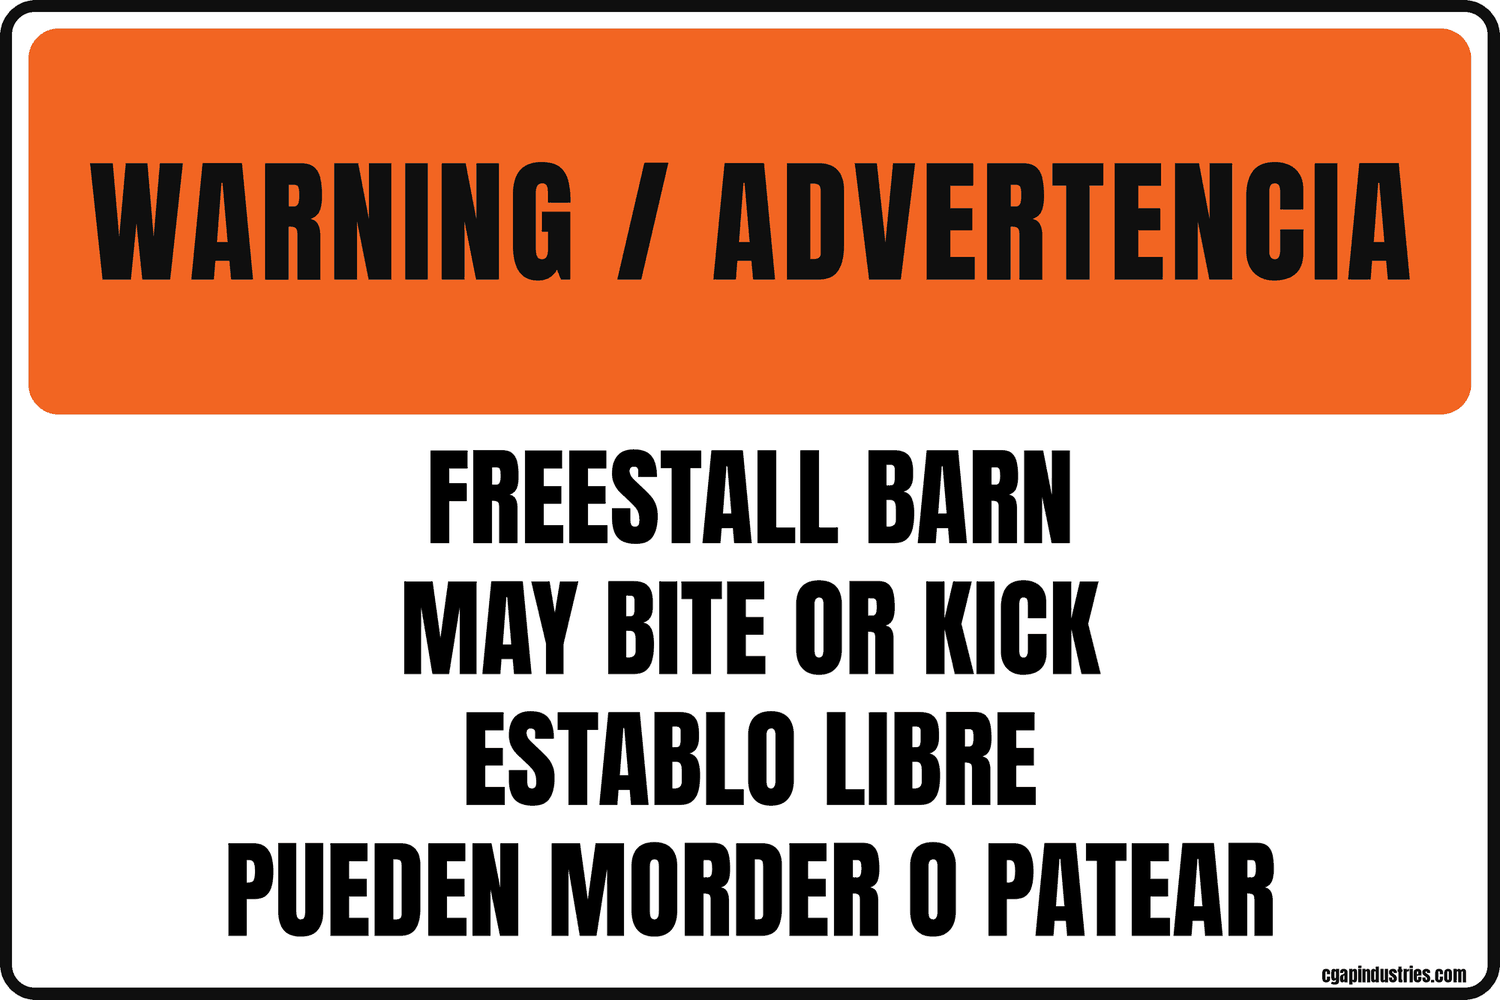 WARNING / ADVERTENCIA
FREESTALL BARN
MAY BITE OR KICK
ESTABLO LIBRE
PUEDEN MORDER O PATEAR
cgapindustries.com